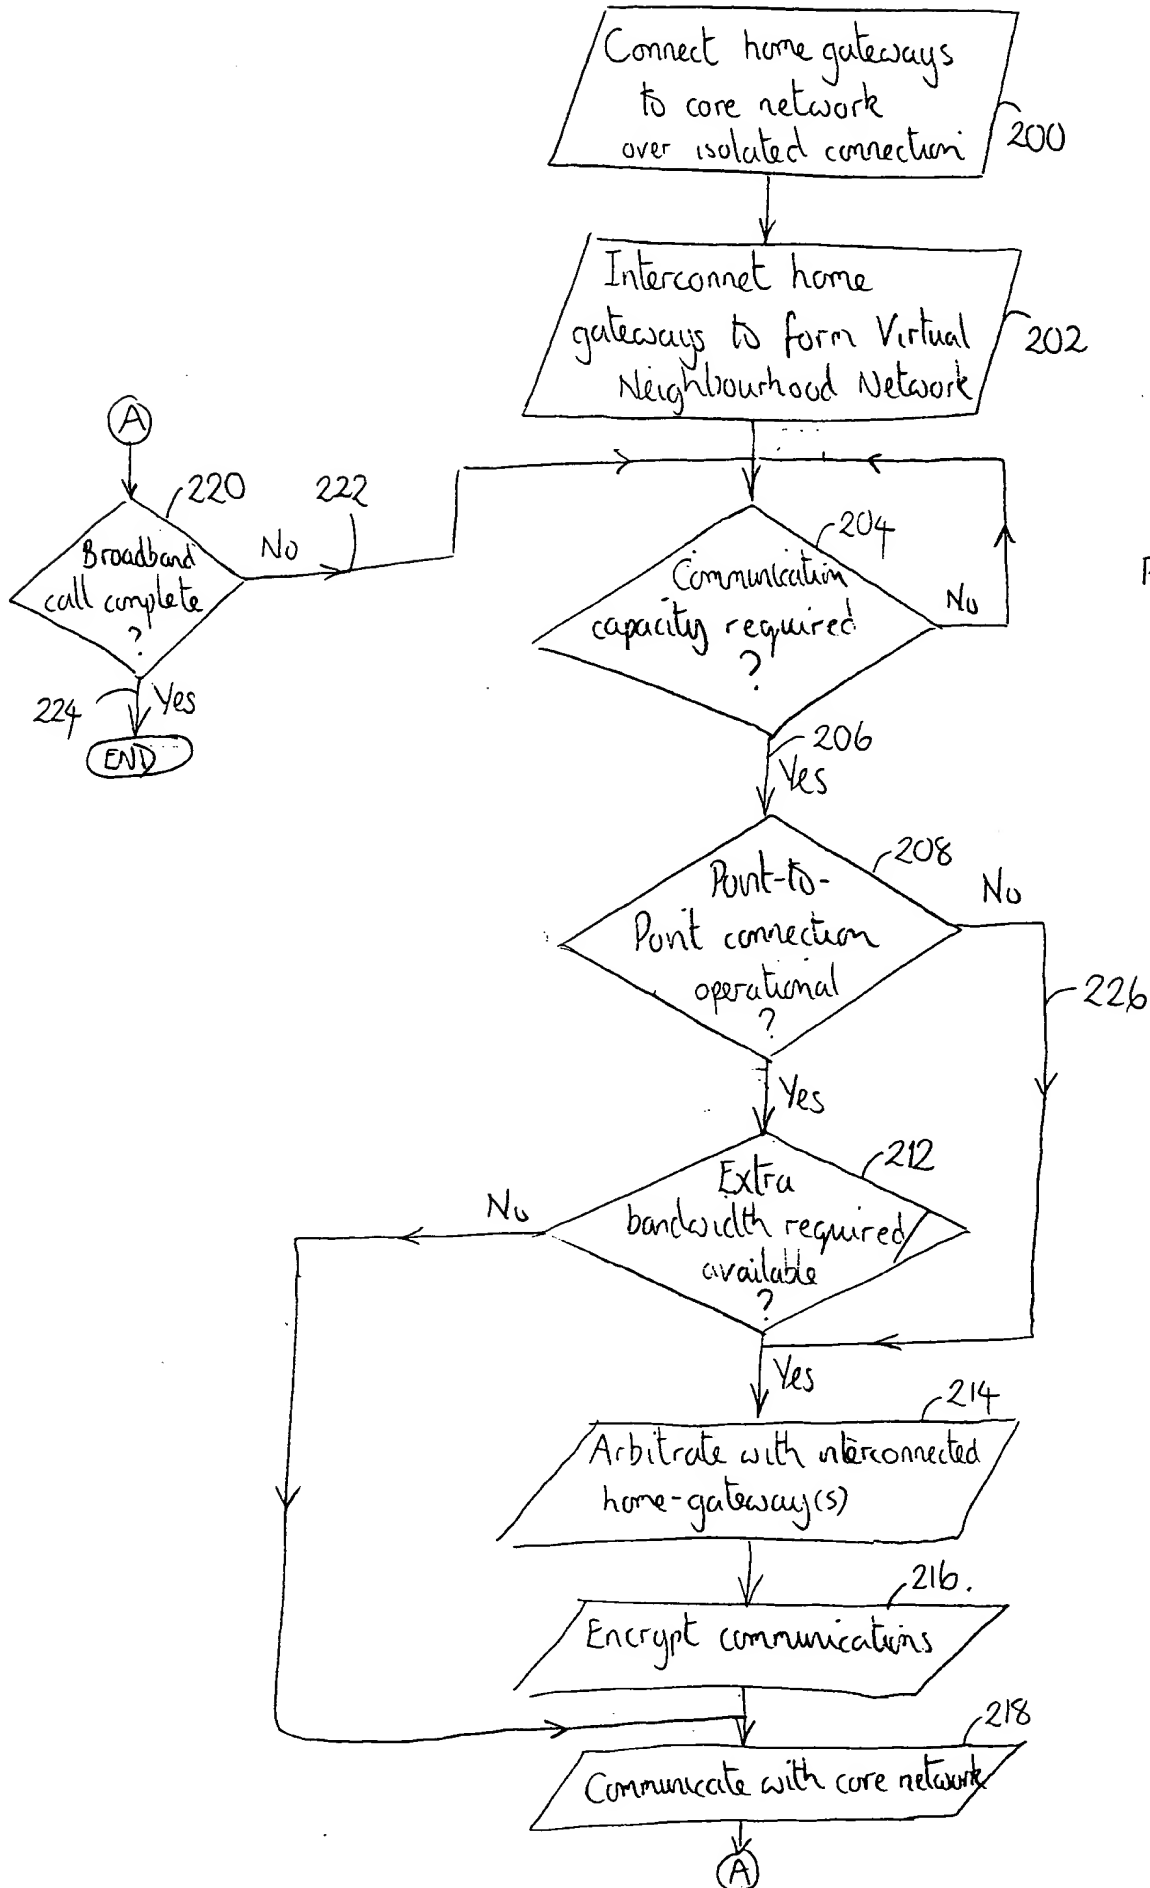 Connect home gateways
to core network
over isolated connection
200
Interconnet home
gateways to form Virtual
Neighbourhood Network
202
A
220
222
Broadband
call complete
?
No
224
Yes
END
204
Communication
capacity required
?
No
206
Yes
208
Point-to-
Point connection
operational
?
No
226
Yes
212
Extra
bandwidth required/
available
?
No
Yes
214
Arbitrate with interconnected
home-gateway(s)
216.
Encrypt communications
218
Communicate with core network
A